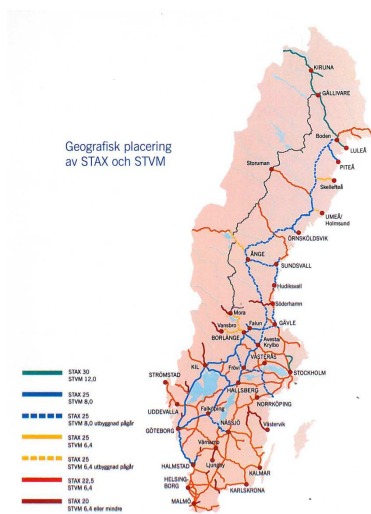 KIRUNA
GÄLLIVARE
Geografisk placering
av STAX och STVM
Boden
LULEÅ
PITEÅ
Storuman
Skellefteå
UMEÅ/
Holmsund
ÖRNSKÖLDSVIK
ÅNGE
SUNDSVALL
Hudiksvall
Söderhamn
Mora
Vansbro
Falun
GÄVLE
BORLÄNGE
Avesta
Krylbo
VÄSTERÅS
KIL
Frövi
STOCKHOLM
STRÖMSTAD
HALLSBERG
NORRKÖPING
UDDEVALLA
Falköping
GÖTEBORG
NÄSSJÖ
Västervik
Värnamo
HALMSTAD
Ljungby
KALMAR
HELSING-
BORG
KARLSKRONA
MALMÖ
STAX 30
STVM 12,0
STAX 25
STVM 8,0
STAX 25
STVM 8,0 utbyggnad pågår
STAX 25
STVM 6,4
STAX 25
STVM 6,4 utbyggnad pågår
STAX 22,5
STVM 6,4
STAX 20
STVM 6,4 eller mindre